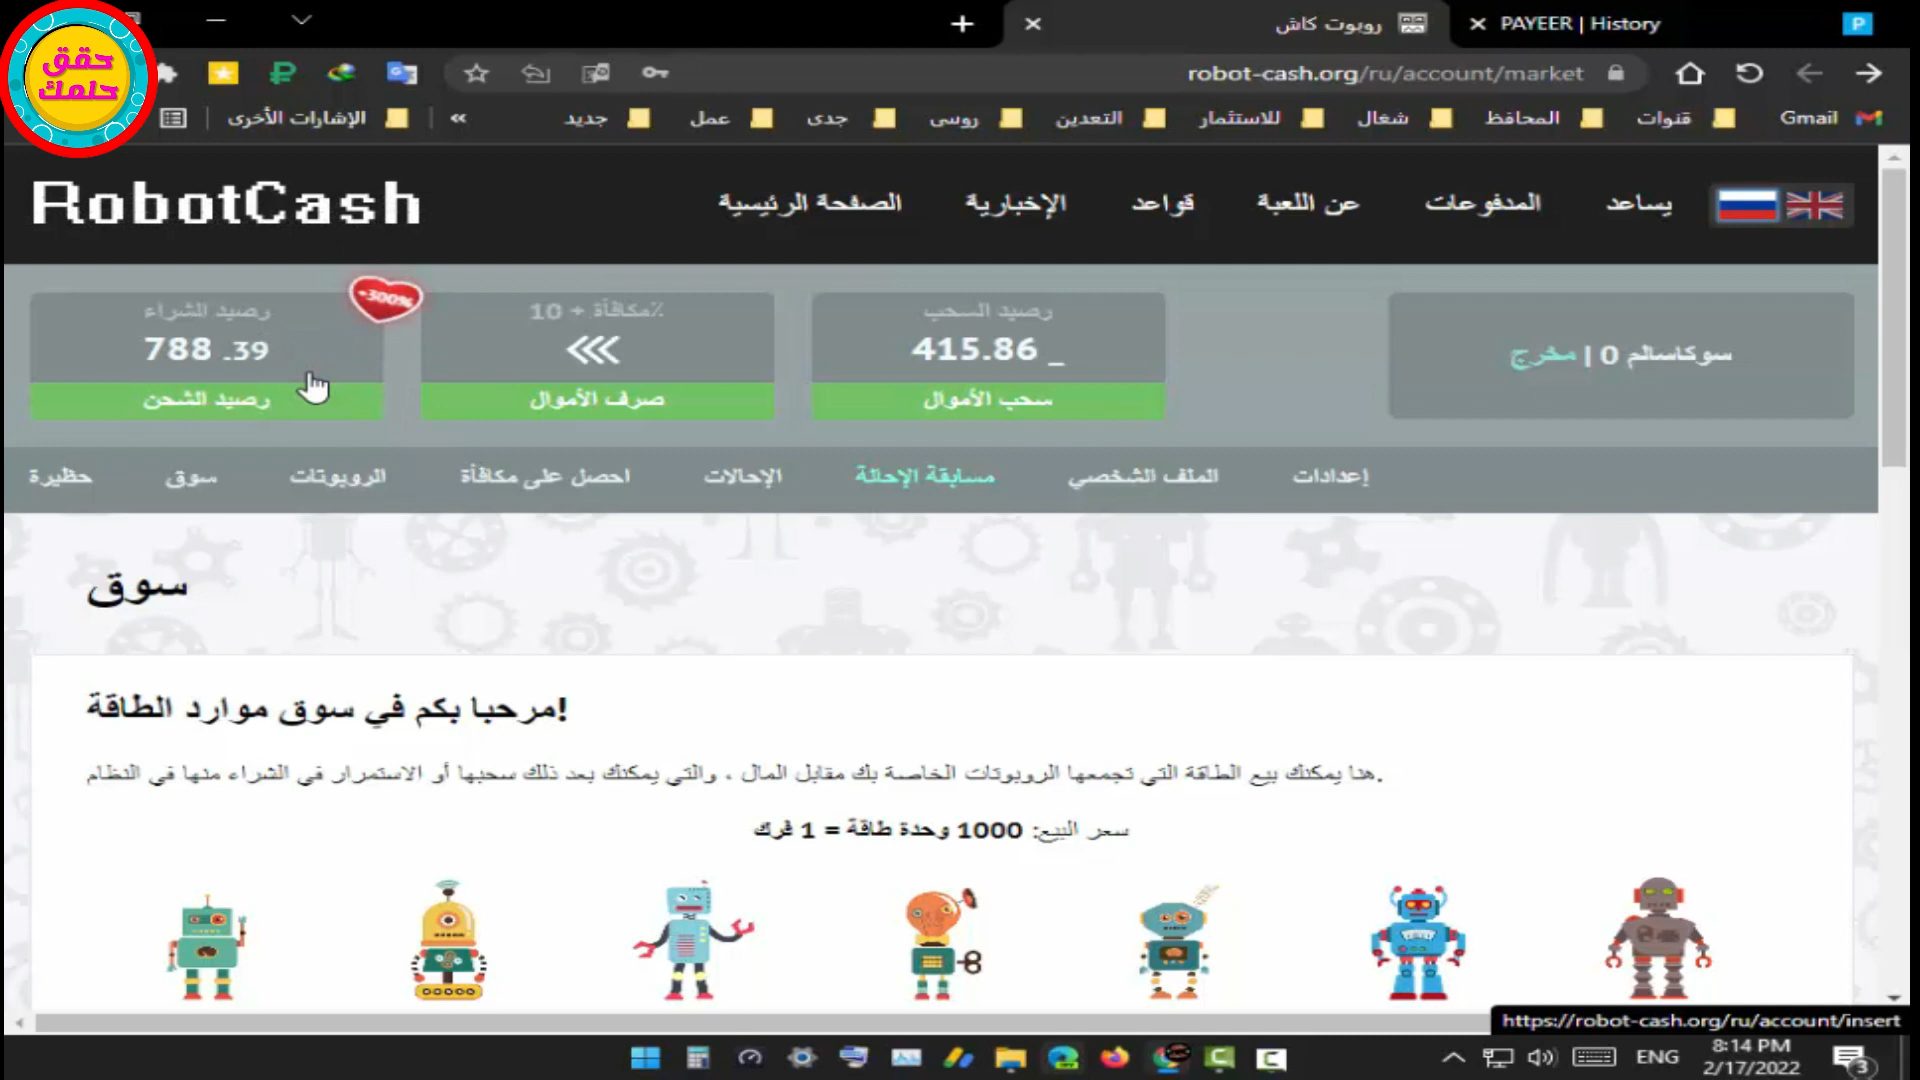 حقق
حلمك
روبوت كاش
PAYEER | History
P
robot-cash.org/ru/account/market
Gmail
قنوات
المحافظ
شغال
للاستثمار
التعدين
روسى
جدى
عمل
جديد
»
الإشارات الأخرى
RobotCash
الصفحة الرئيسية
الإخبارية
قواعد
عن اللعبة
المدفوعات
يساعد
رصيد الشراء
788 .39
رصيد الشحن
+300%
٪مكافأة + 10
صرف الأموال
رصيد السحب
415.86 _
سحب الأموال
سوكاسالم 0 | مخرج
حظيرة
سوق
الروبوتات
احصل على مكافأة
الإحالات
مسابقة الإحالة
الملف الشخصي
إعدادات
سوق
مرحبا بكم في سوق موارد الطاقة!
هنا يمكنك بيع الطاقة التي تجمعها الروبوتات الخاصة بك مقابل المال ، والتي يمكنك بعد ذلك سحبها أو الاستمرار في الشراء منها في النظام.
سعر البيع: 1000 وحدة طاقة = 1 فرك
https://robot-cash.org/ru/account/insert
ENG
8:14 PM
2/17/2022
3